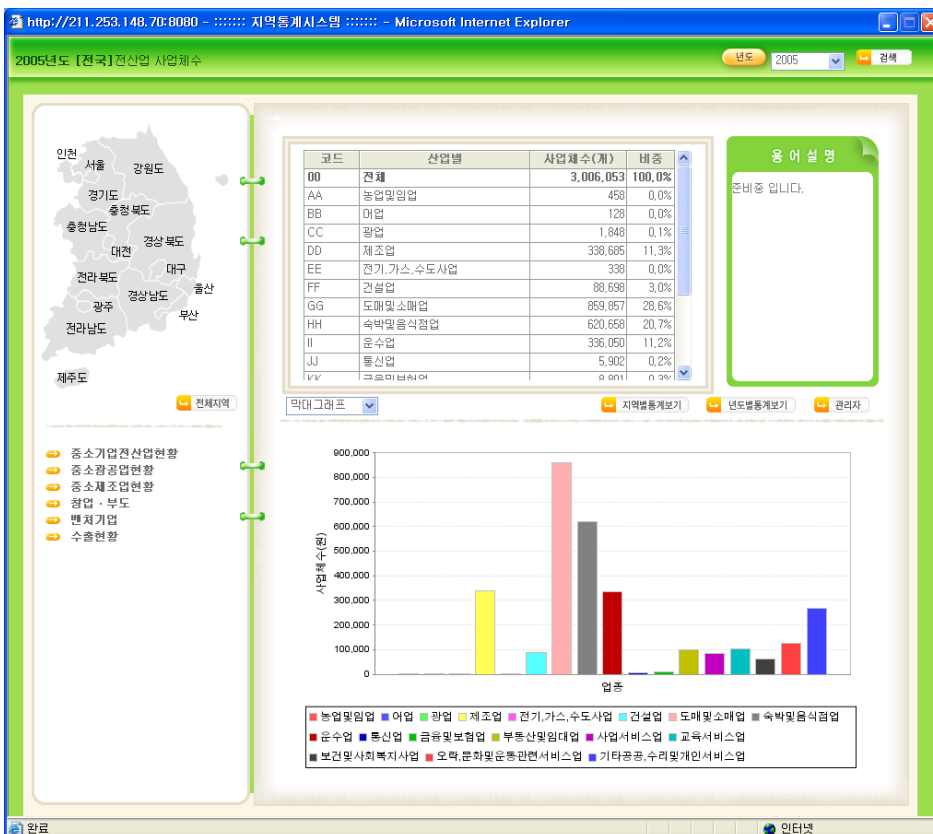 http://211.253.148.70:8080 - ::::::: 지역통계시스템 ::::::: - Microsoft Internet Explorer
2005년도 [전국]전산업 사업체수
년도 2005 검색
인천
서울
강원도
경기도
충청북도
충청남도
경상북도
대전
대구
전라북도
울산
경상남도
광주
부산
전라남도
제주도
전체지역
중소기업전산업현황
중소광공업현황
중소제조업현황
창업 · 부도
벤처기업
수출현황
코드 산업별 사업체수(개) 비중
00 전체 3,006,053 100,0%
AA 농업및임업 458 0,0%
BB 어업 128 0,0%
CC 광업 1,848 0,1%
DD 제조업 338,685 11,3%
EE 전기,가스,수도사업 338 0,0%
FF 건설업 88,698 3,0%
GG 도매및소매업 859,857 28,6%
HH 숙박및음식점업 620,658 20,7%
II 운수업 336,050 11,2%
JJ 통신업 5,902 0,2%
KK 금융및보험업 8,801 0,3%
용어설명
준비중 입니다.
막대그래프
지역별통계보기 년도별통계보기 관리자
900,000
800,000
700,000
600,000
500,000
400,000
300,000
200,000
100,000
0
사업체수(원)
업종
농업및임업 어업 광업 제조업 전기,가스,수도사업 건설업 도매및소매업 숙박및음식점업
운수업 통신업 금융및보험업 부동산및임대업 사업서비스업 교육서비스업
보건및사회복지사업 오락,문화및운동관련서비스업 기타공공,수리및개인서비스업
완료
인터넷